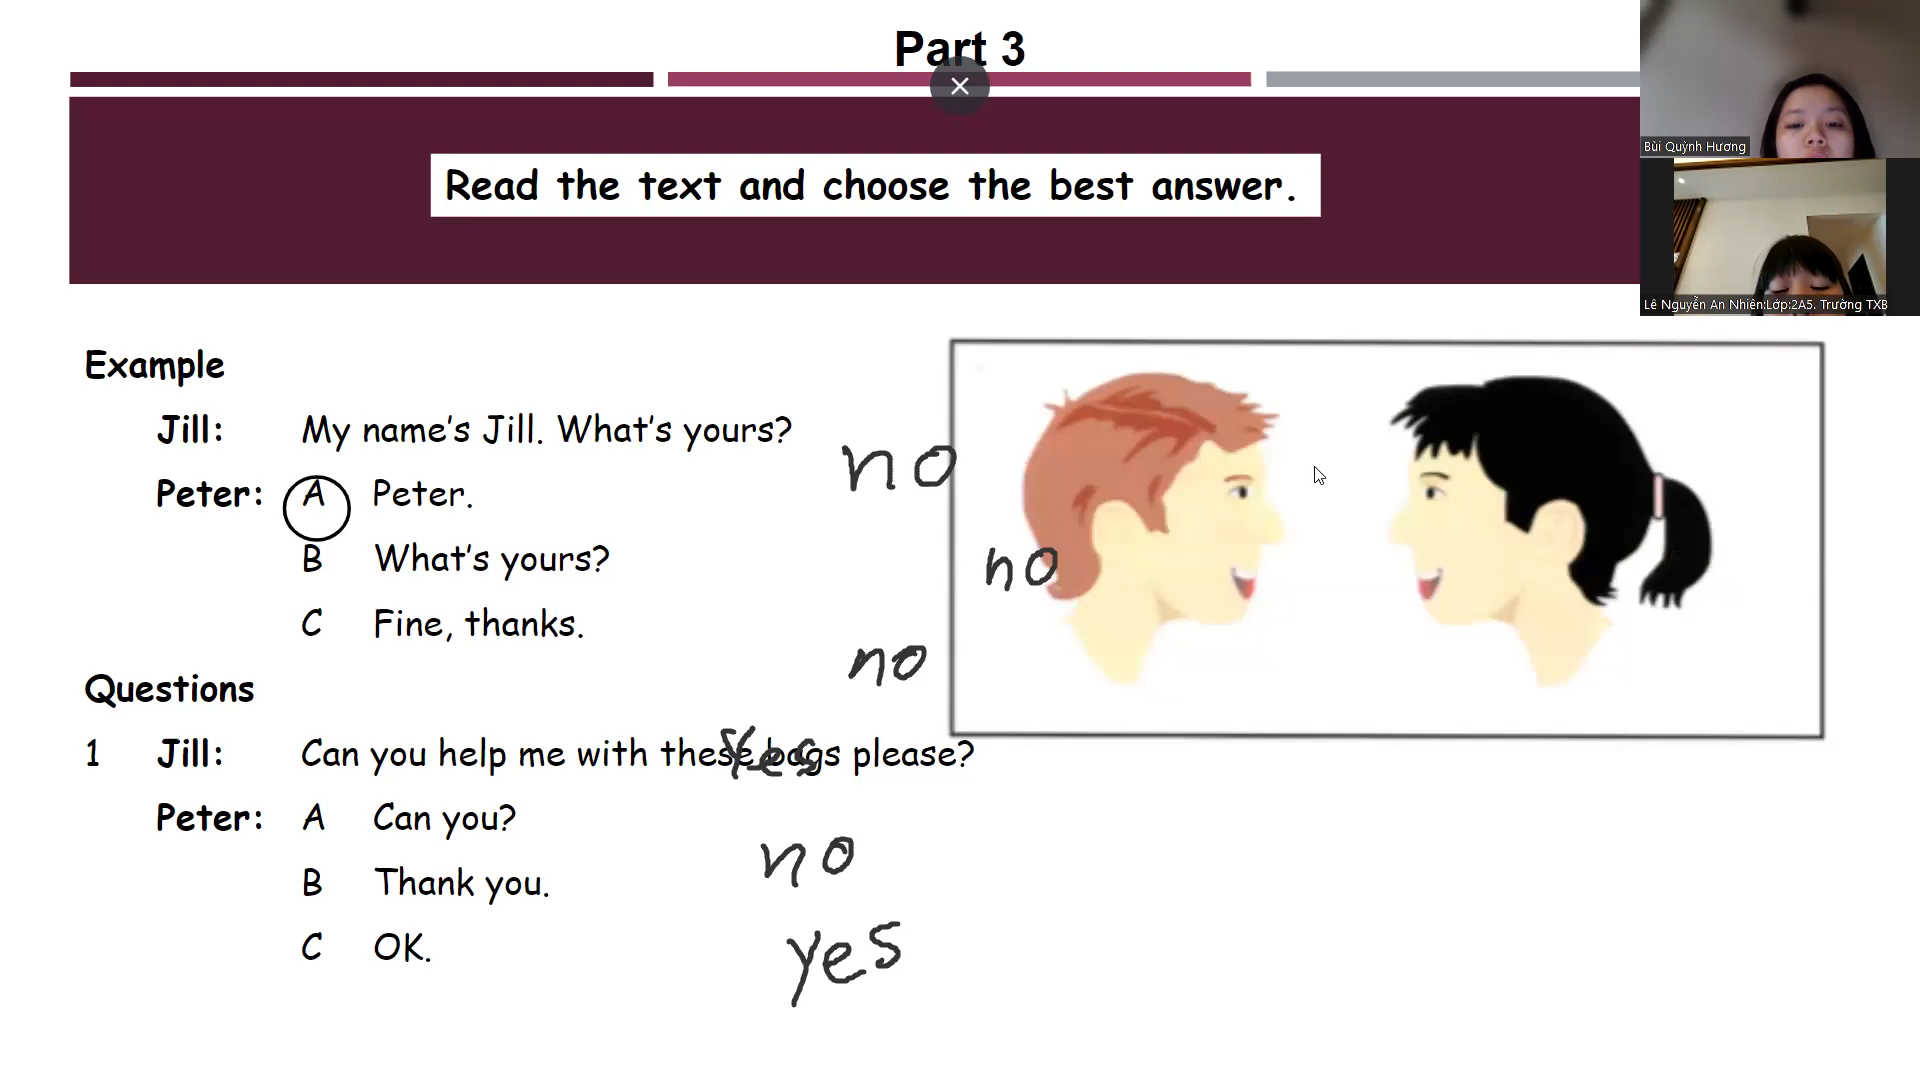 Part 3
Read the text and choose the best answer.
Bùi Quỳnh Hương
Lê Nguyễn An Nhiên:Lớp:2A5. Trường TXB
Example
Jill: My name's Jill. What's yours?
no
Peter: A Peter.
B What's yours?
no
C Fine, thanks.
no
Questions
1 Jill: Can you help me with these bags please?
Yes
Peter: A Can you?
no
B Thank you.
C OK.
yes